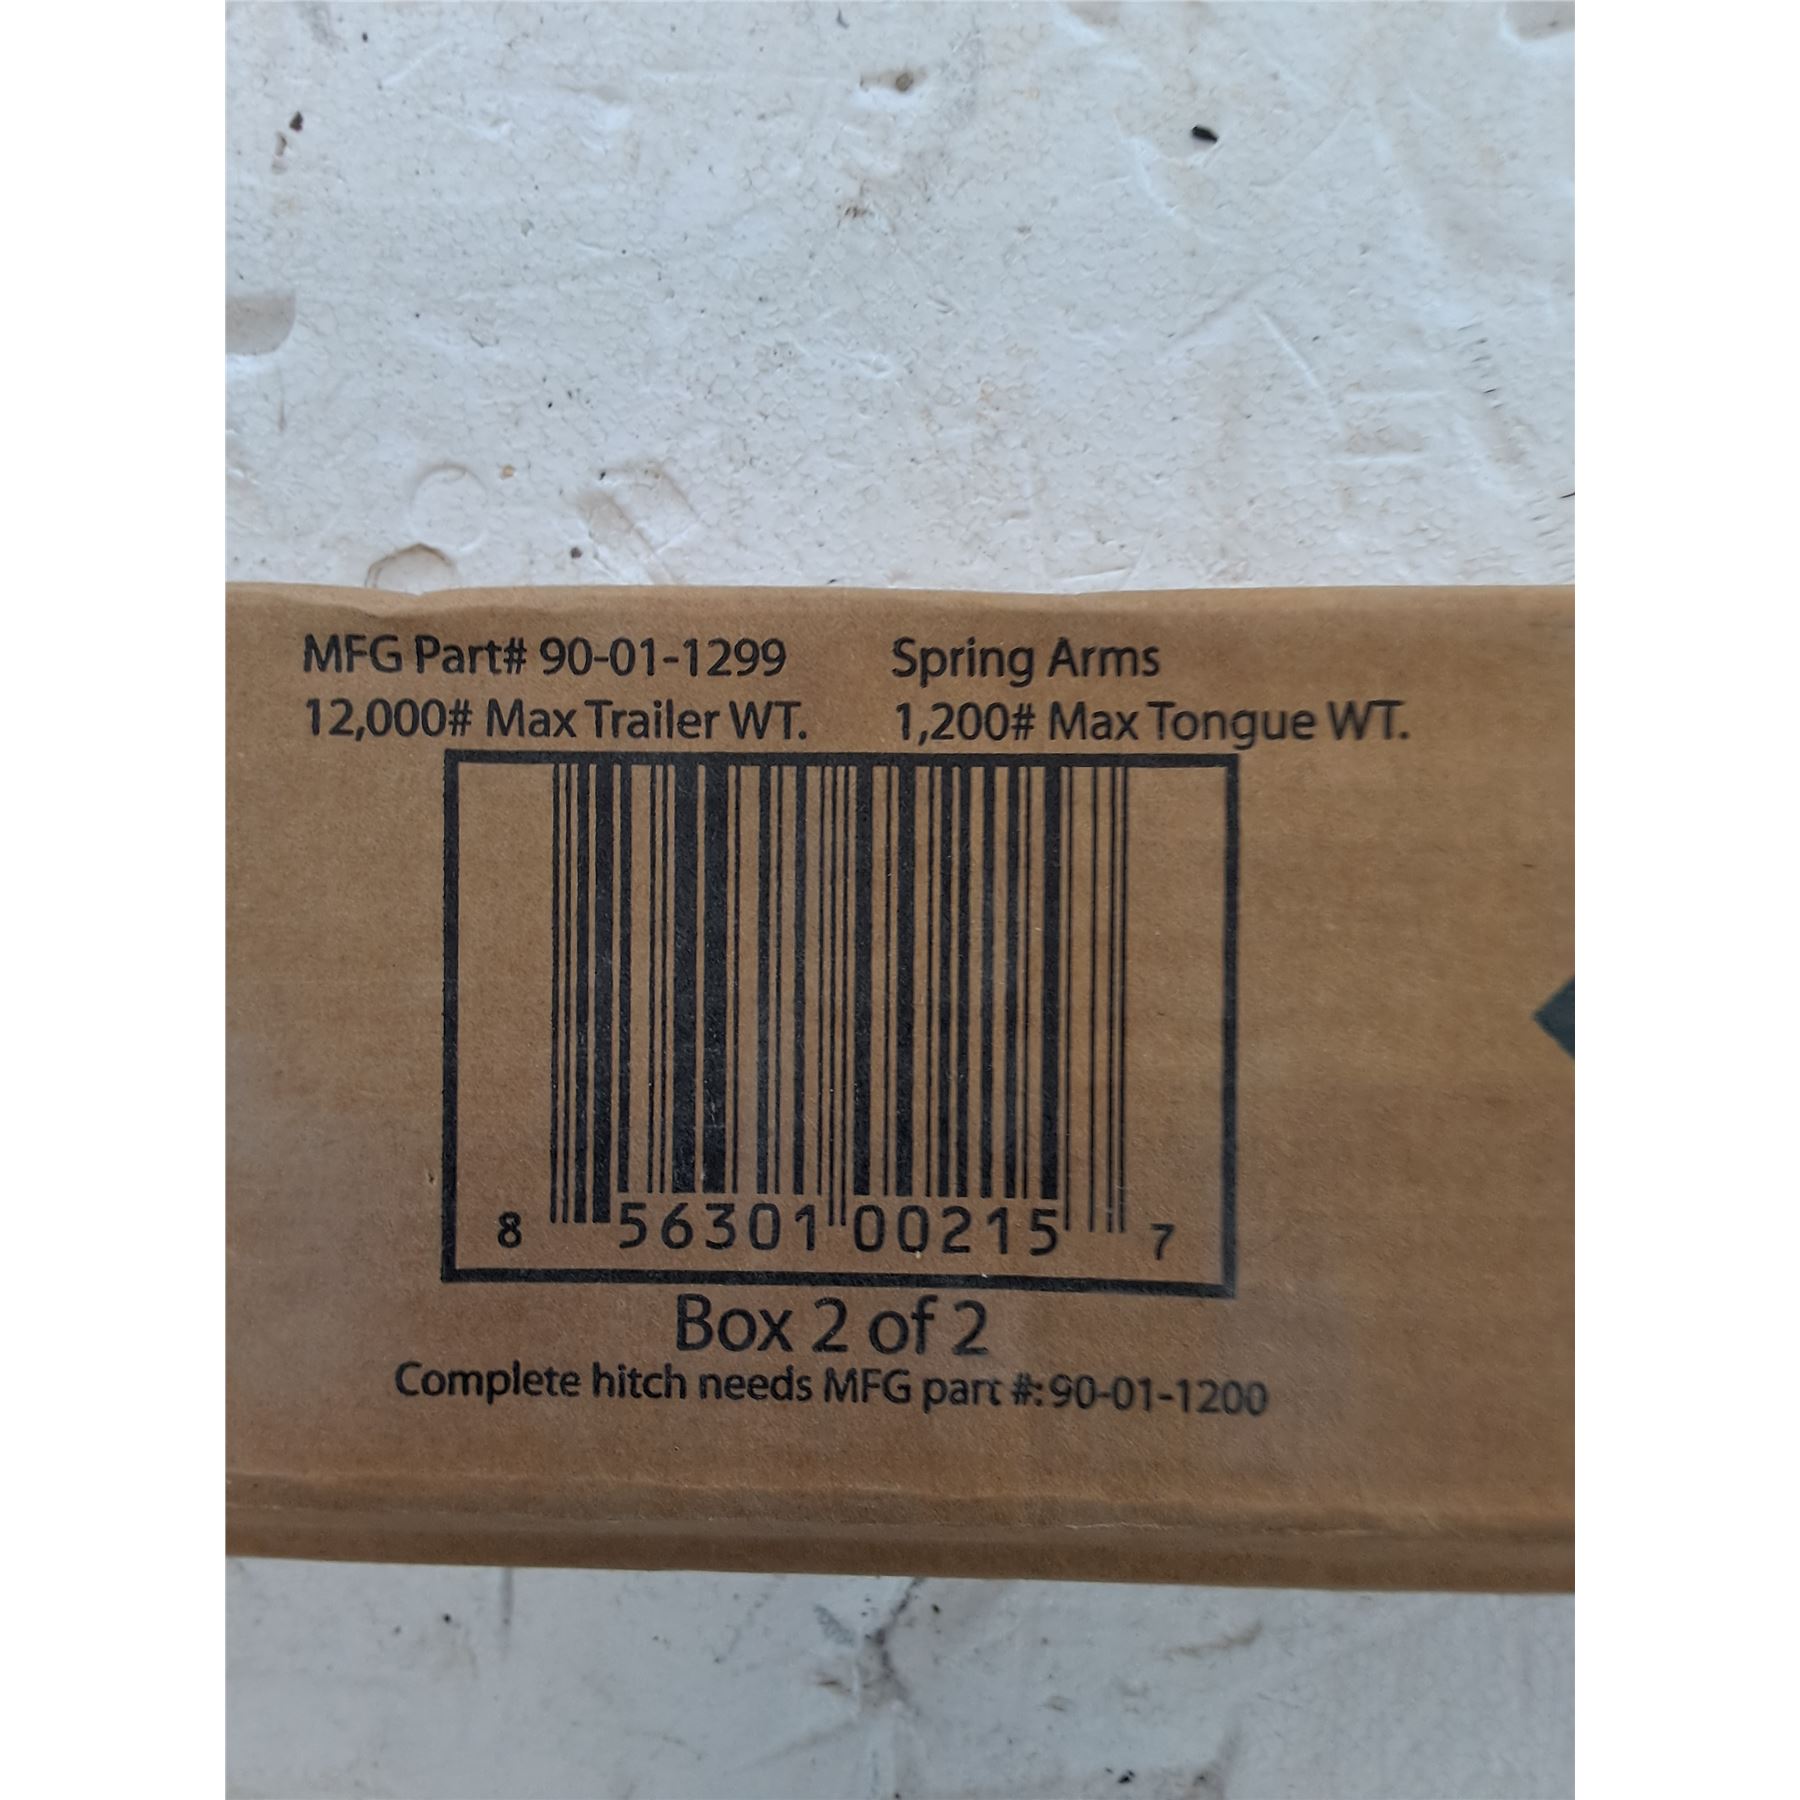 MFG Part# 90-01-1299 Spring Arms
12,000# Max Trailer WT. 1,200# Max Tongue WT.
8 56301 00215 7
Box 2 of 2
Complete hitch needs MFG part #: 90-01-1200